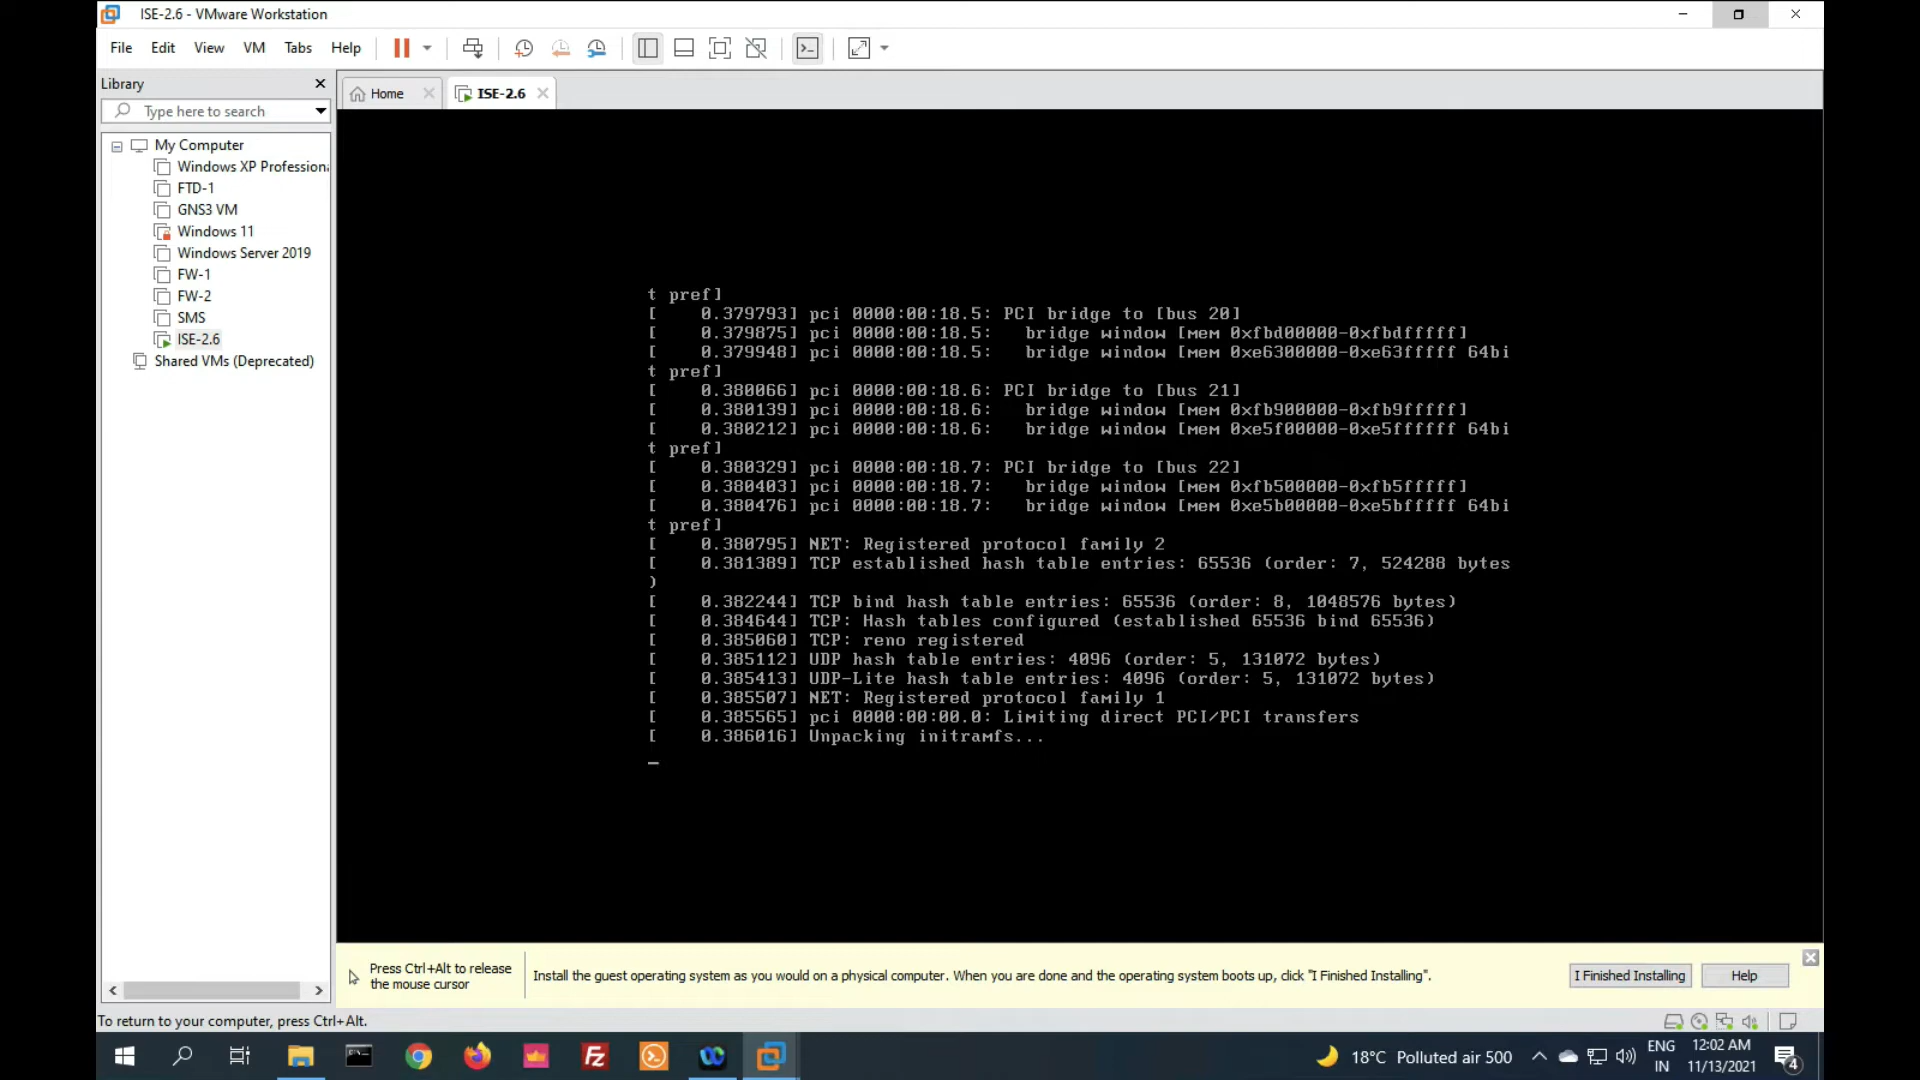 ISE-2.6 - VMware Workstation
File Edit View VM Tabs Help
Library
Type here to search
My Computer
Windows XP Professiona
FTD-1
GNS3 VM
Windows 11
Windows Server 2019
FW-1
FW-2
SMS
ISE-2.6
Shared VMs (Deprecated)
Home
ISE-2.6
t pref]
[    0.379793] pci 0000:00:18.5: PCI bridge to [bus 20]
[    0.379875] pci 0000:00:18.5:   bridge window [mem 0xfbd00000-0xfbdfffff]
[    0.379948] pci 0000:00:18.5:   bridge window [mem 0xe6300000-0xe63fffff 64bi
t pref]
[    0.380066] pci 0000:00:18.6: PCI bridge to [bus 21]
[    0.380139] pci 0000:00:18.6:   bridge window [mem 0xfb900000-0xfb9fffff]
[    0.380212] pci 0000:00:18.6:   bridge window [mem 0xe5f00000-0xe5ffffff 64bi
t pref]
[    0.380329] pci 0000:00:18.7: PCI bridge to [bus 22]
[    0.380403] pci 0000:00:18.7:   bridge window [mem 0xfb500000-0xfb5fffff]
[    0.380476] pci 0000:00:18.7:   bridge window [mem 0xe5b00000-0xe5bfffff 64bi
t pref]
[    0.380795] NET: Registered protocol family 2
[    0.381389] TCP established hash table entries: 65536 (order: 7, 524288 bytes
)
[    0.382244] TCP bind hash table entries: 65536 (order: 8, 1048576 bytes)
[    0.384644] TCP: Hash tables configured (established 65536 bind 65536)
[    0.385060] TCP: reno registered
[    0.385112] UDP hash table entries: 4096 (order: 5, 131072 bytes)
[    0.385413] UDP-Lite hash table entries: 4096 (order: 5, 131072 bytes)
[    0.385507] NET: Registered protocol family 1
[    0.385565] pci 0000:00:00.0: Limiting direct PCI/PCI transfers
[    0.386016] Unpacking initramfs...
_
Press Ctrl+Alt to release
the mouse cursor
Install the guest operating system as you would on a physical computer. When you are done and the operating system boots up, click "I Finished Installing".
I Finished Installing
Help
To return to your computer, press Ctrl+Alt.
18°C Polluted air 500
ENG
IN
12:02 AM
11/13/2021
4